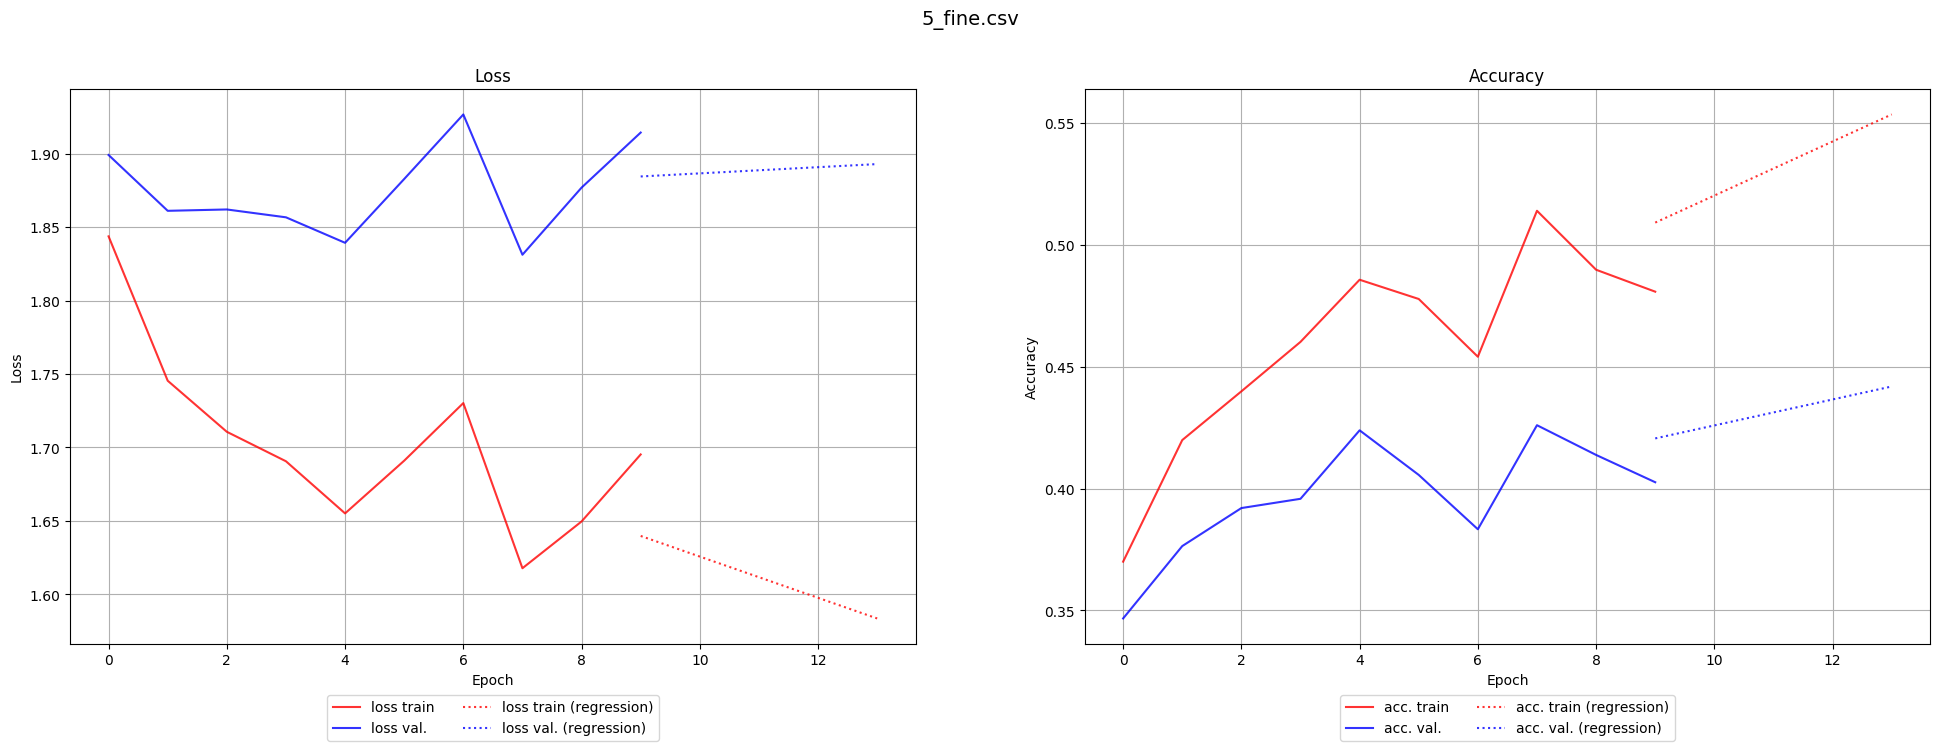 5_fine.csv
Loss
1.90
1.85
1.80
1.75
1.70
1.65
1.60
Loss
0 2 4 6 8 10 12
Epoch
loss train loss train (regression)
loss val. loss val. (regression)
Accuracy
0.55
0.50
0.45
0.40
0.35
Accuracy
0 2 4 6 8 10 12
Epoch
acc. train acc. train (regression)
acc. val. acc. val. (regression)